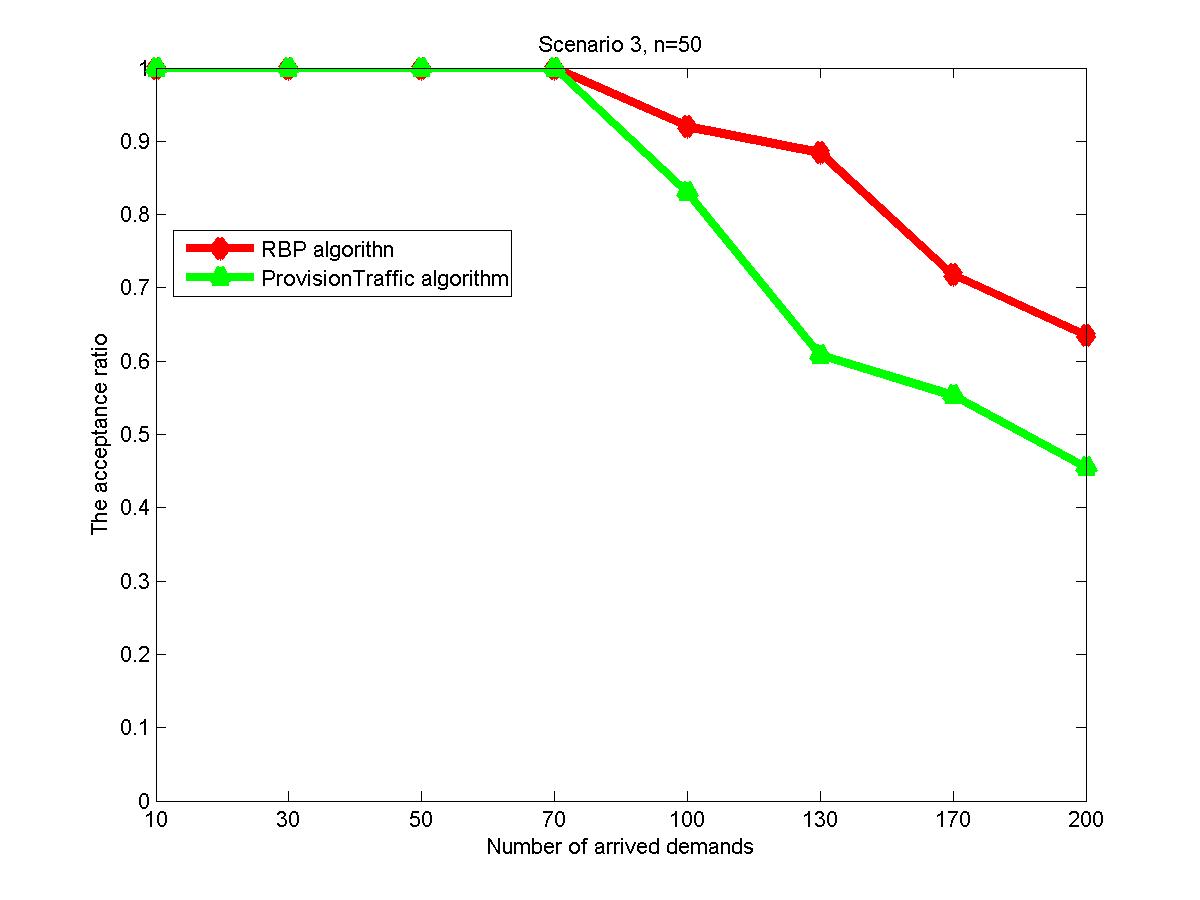 Scenario 3, n=50
1
0.9
0.8
0.7
0.6
0.5
0.4
0.3
0.2
0.1
0
The acceptance ratio
RBP algorithn
ProvisionTraffic algorithm
10 30 50 70 100 130 170 200
Number of arrived demands